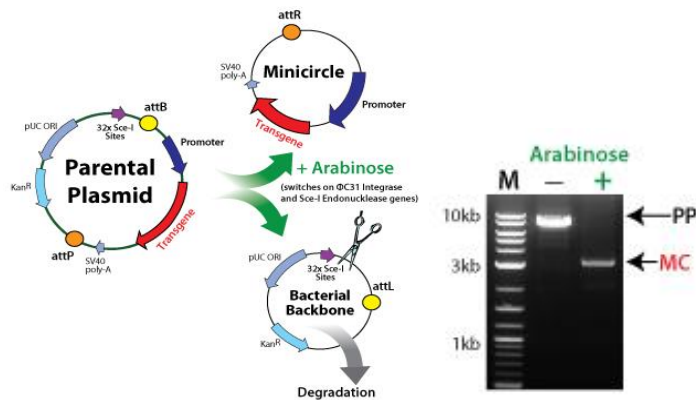 attR
SV40
poly-A
Minicircle
Promoter
Transgene
attB
32x Sce-I
Sites
pUC ORI
Promoter
Parental
Plasmid
KanR
Transgene
attP
SV40
poly-A
+ Arabinose
(switches on ΦC31 Integrase
and Sce-I Endonuclease genes)
pUC ORI
32x Sce-I
Sites
attL
Bacterial
Backbone
KanR
Degradation
Arabinose
M – +
10kb
PP
3kb
MC
1kb